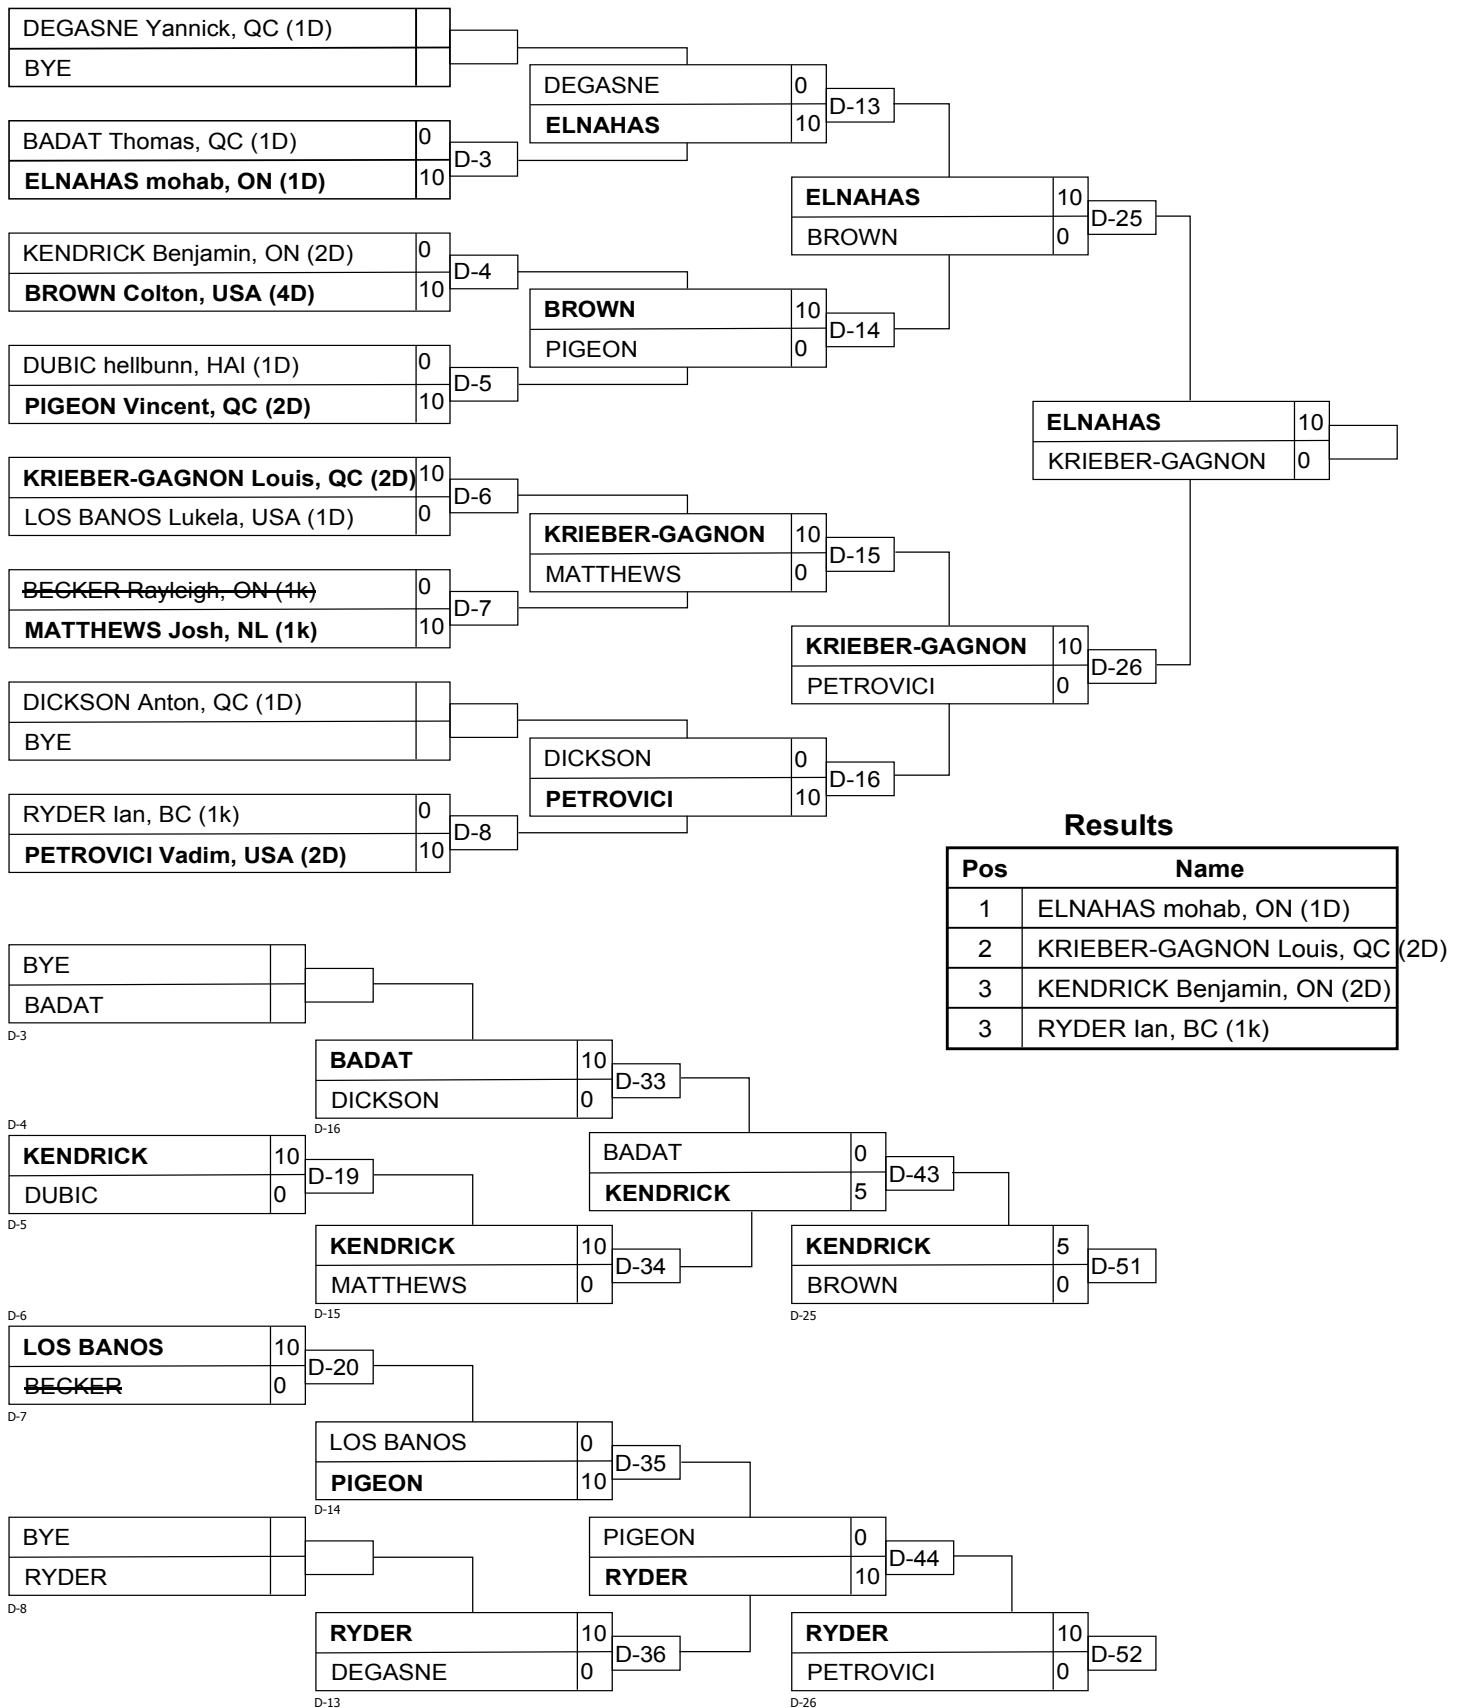 DEGASNE Yannick, QC (1D)
BYE
BADAT Thomas, QC (1D) 0
ELNAHAS mohab, ON (1D) 10
D-3
KENDRICK Benjamin, ON (2D) 0
BROWN Colton, USA (4D) 10
D-4
DUBIC hellbunn, HAI (1D) 0
PIGEON Vincent, QC (2D) 10
D-5
KRIEBER-GAGNON Louis, QC (2D) 10
LOS BANOS Lukela, USA (1D) 0
D-6
BECKER Rayleigh, ON (1k) 0
MATTHEWS Josh, NL (1k) 10
D-7
DICKSON Anton, QC (1D)
BYE
RYDER Ian, BC (1k) 0
PETROVICI Vadim, USA (2D) 10
D-8
DEGASNE 0
ELNAHAS 10
D-13
BROWN 10
PIGEON 0
D-14
KRIEBER-GAGNON 10
MATTHEWS 0
D-15
DICKSON 0
PETROVICI 10
D-16
ELNAHAS 10
BROWN 0
D-25
KRIEBER-GAGNON 10
PETROVICI 0
D-26
ELNAHAS 10
KRIEBER-GAGNON 0
Results
Pos Name
1 ELNAHAS mohab, ON (1D)
2 KRIEBER-GAGNON Louis, QC (2D)
3 KENDRICK Benjamin, ON (2D)
3 RYDER Ian, BC (1k)
BYE
BADAT
D-3
D-4
KENDRICK 10
DUBIC 0
D-19
D-5
D-6
LOS BANOS 10
BECKER 0
D-20
D-7
BYE
RYDER
D-8
BADAT 10
DICKSON 0
D-33
D-16
KENDRICK 10
MATTHEWS 0
D-34
D-15
LOS BANOS 0
PIGEON 10
D-35
D-14
RYDER 10
DEGASNE 0
D-36
D-13
BADAT 0
KENDRICK 5
D-43
PIGEON 0
RYDER 10
D-44
KENDRICK 5
BROWN 0
D-51
D-25
RYDER 10
PETROVICI 0
D-52
D-26